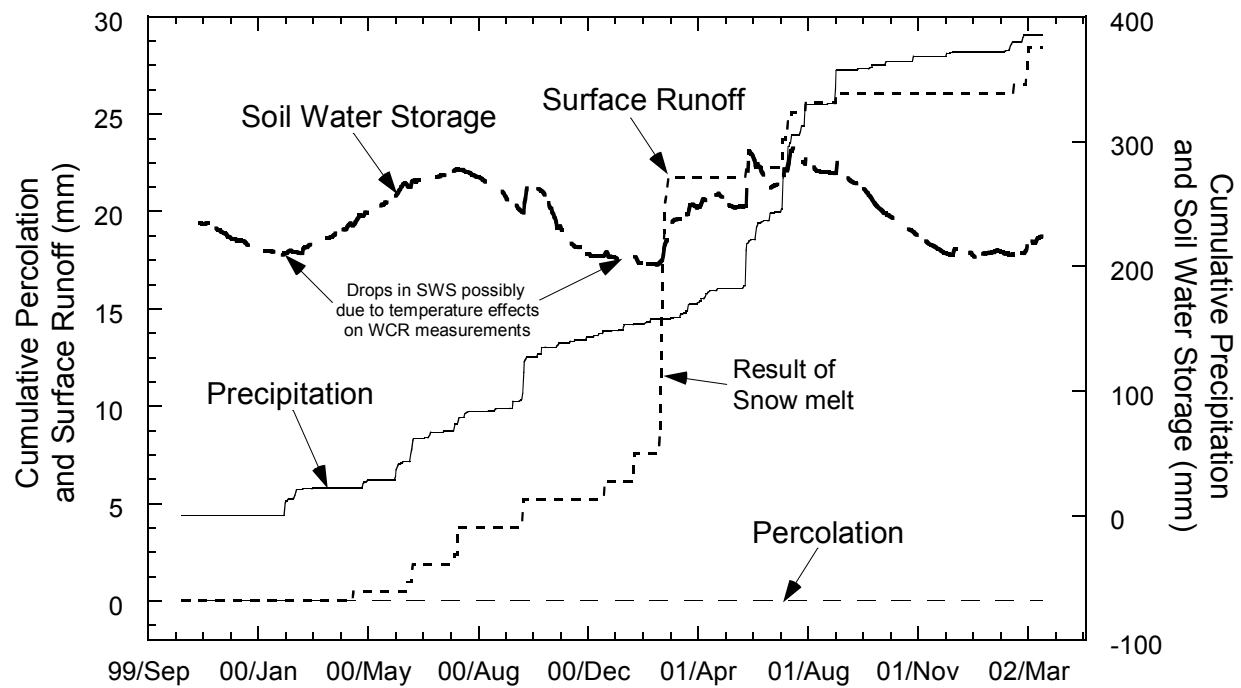 30
25
20
15
10
5
0
Cumulative Percolation
and Surface Runoff (mm)
400
300
200
100
0
-100
Cumulative Precipitation
and Soil Water Storage (mm)
Soil Water Storage
Surface Runoff
Drops in SWS possibly
due to temperature effects
on WCR measurements
Precipitation
Result of
Snow melt
Percolation
99/Sep 00/Jan 00/May 00/Aug 00/Dec 01/Apr 01/Aug 01/Nov 02/Mar